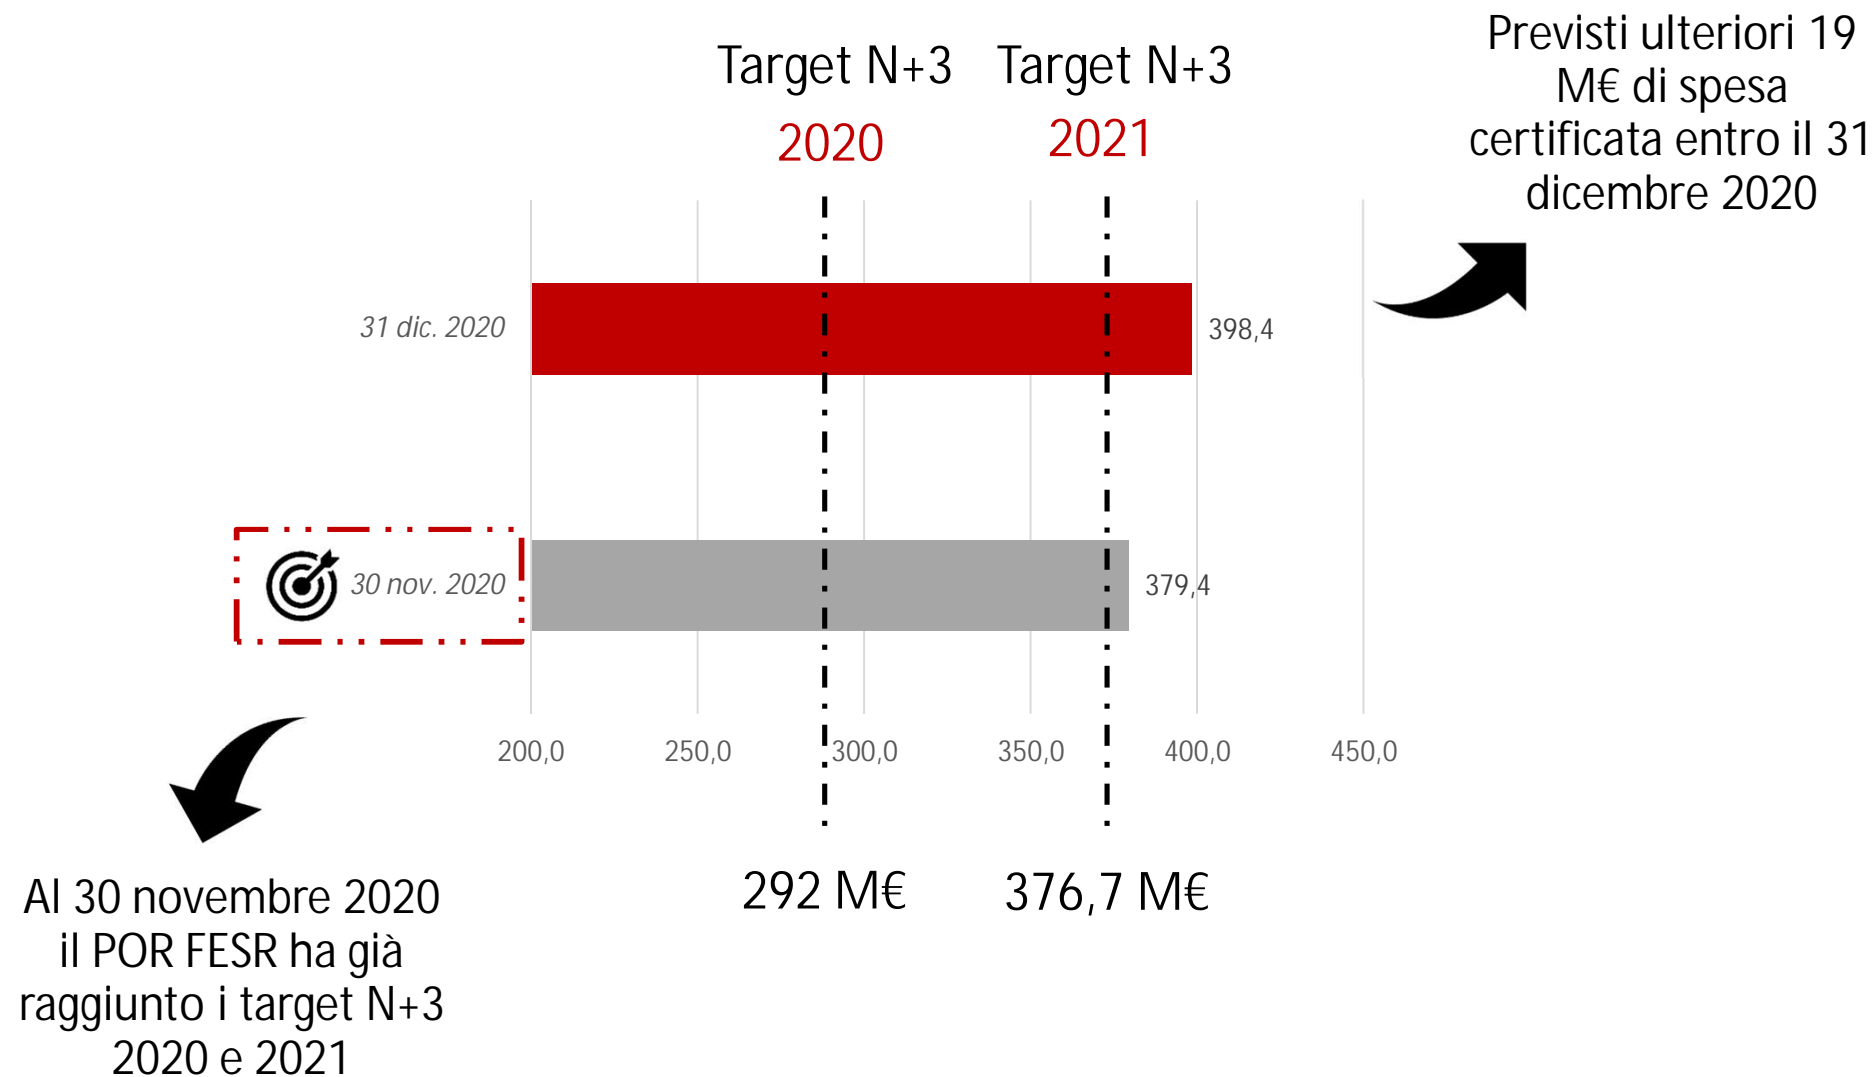 Target N+3
2020
Target N+3
2021
Previsti ulteriori 19
M€ di spesa
certificata entro il 31
dicembre 2020
31 dic. 2020
398,4
30 nov. 2020
379,4
200,0
250,0
300,0
350,0
400,0
450,0
292 M€
376,7 M€
Al 30 novembre 2020
il POR FESR ha già
raggiunto i target N+3
2020 e 2021